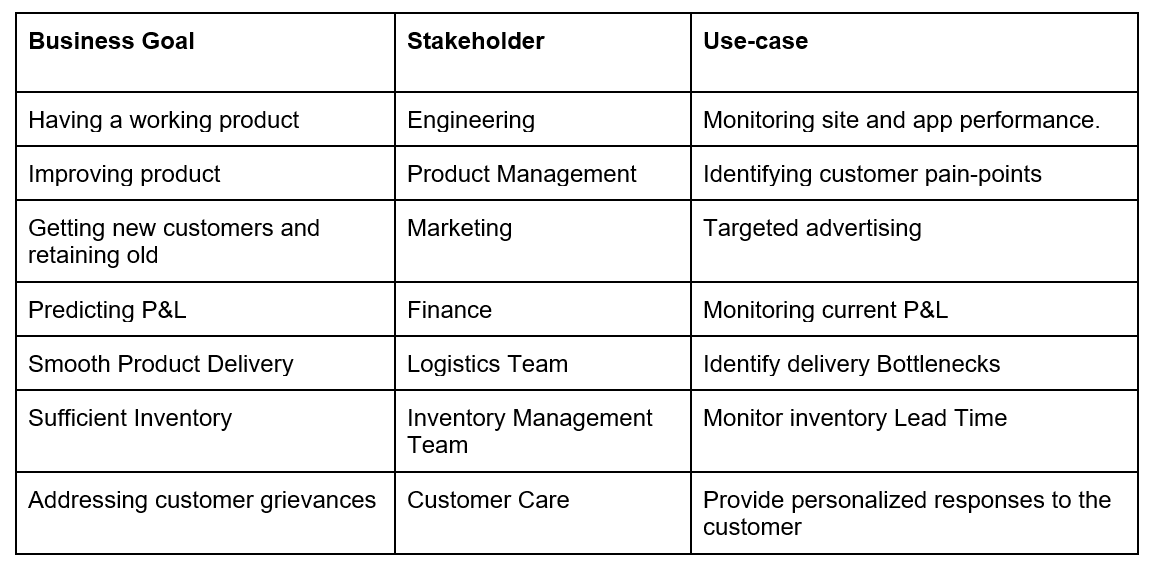 Business Goal
Stakeholder
Use-case
Having a working product
Engineering
Monitoring site and app performance.
Improving product
Product Management
Identifying customer pain-points
Getting new customers and
retaining old
Marketing
Targeted advertising
Predicting P&L
Finance
Monitoring current P&L
Smooth Product Delivery
Logistics Team
Identify delivery Bottlenecks
Sufficient Inventory
Inventory Management
Team
Monitor inventory Lead Time
Addressing customer grievances
Customer Care
Provide personalized responses to the
customer